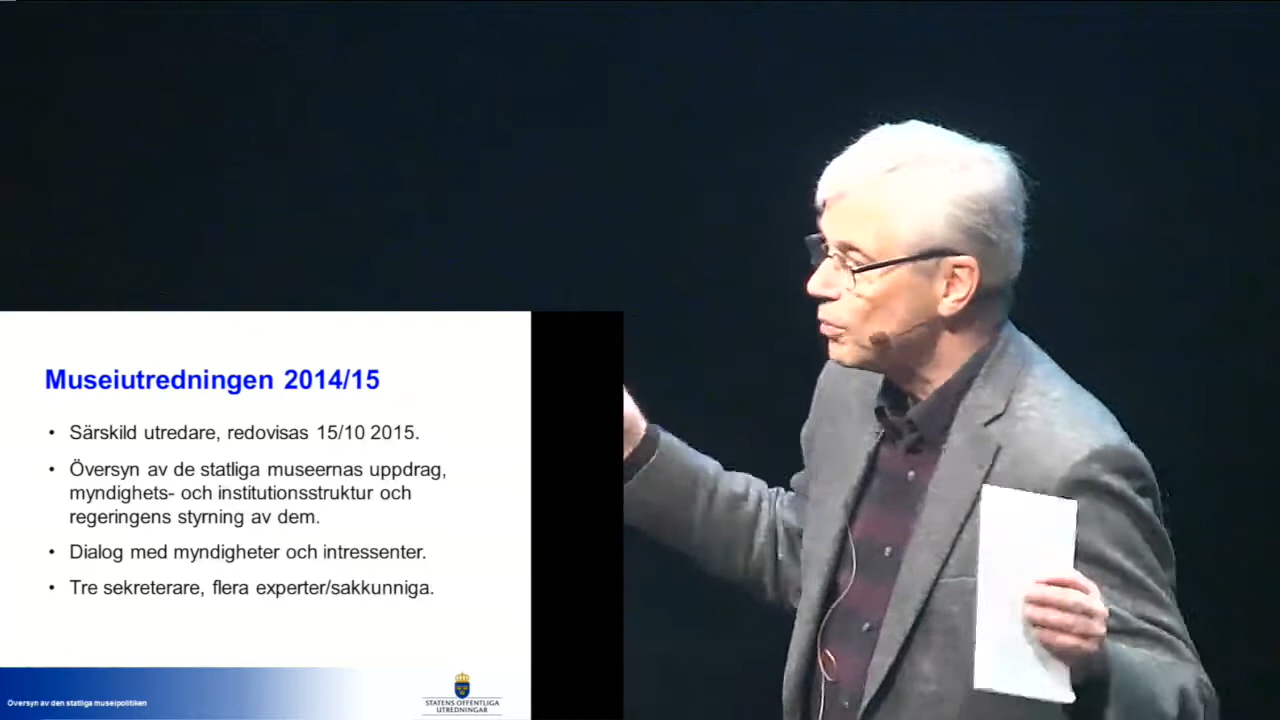 Museiutredningen 2014/15
• Särskild utredare, redovisas 15/10 2015.
• Översyn av de statliga museernas uppdrag,
myndighets- och institutionsstruktur och
regeringens styrning av dem.
• Dialog med myndigheter och intressenter.
• Tre sekreterare, flera experter/sakkunniga.
Översyn av den statliga museipolitiken
STATENS OFFENTLIGA
UTREDNINGAR